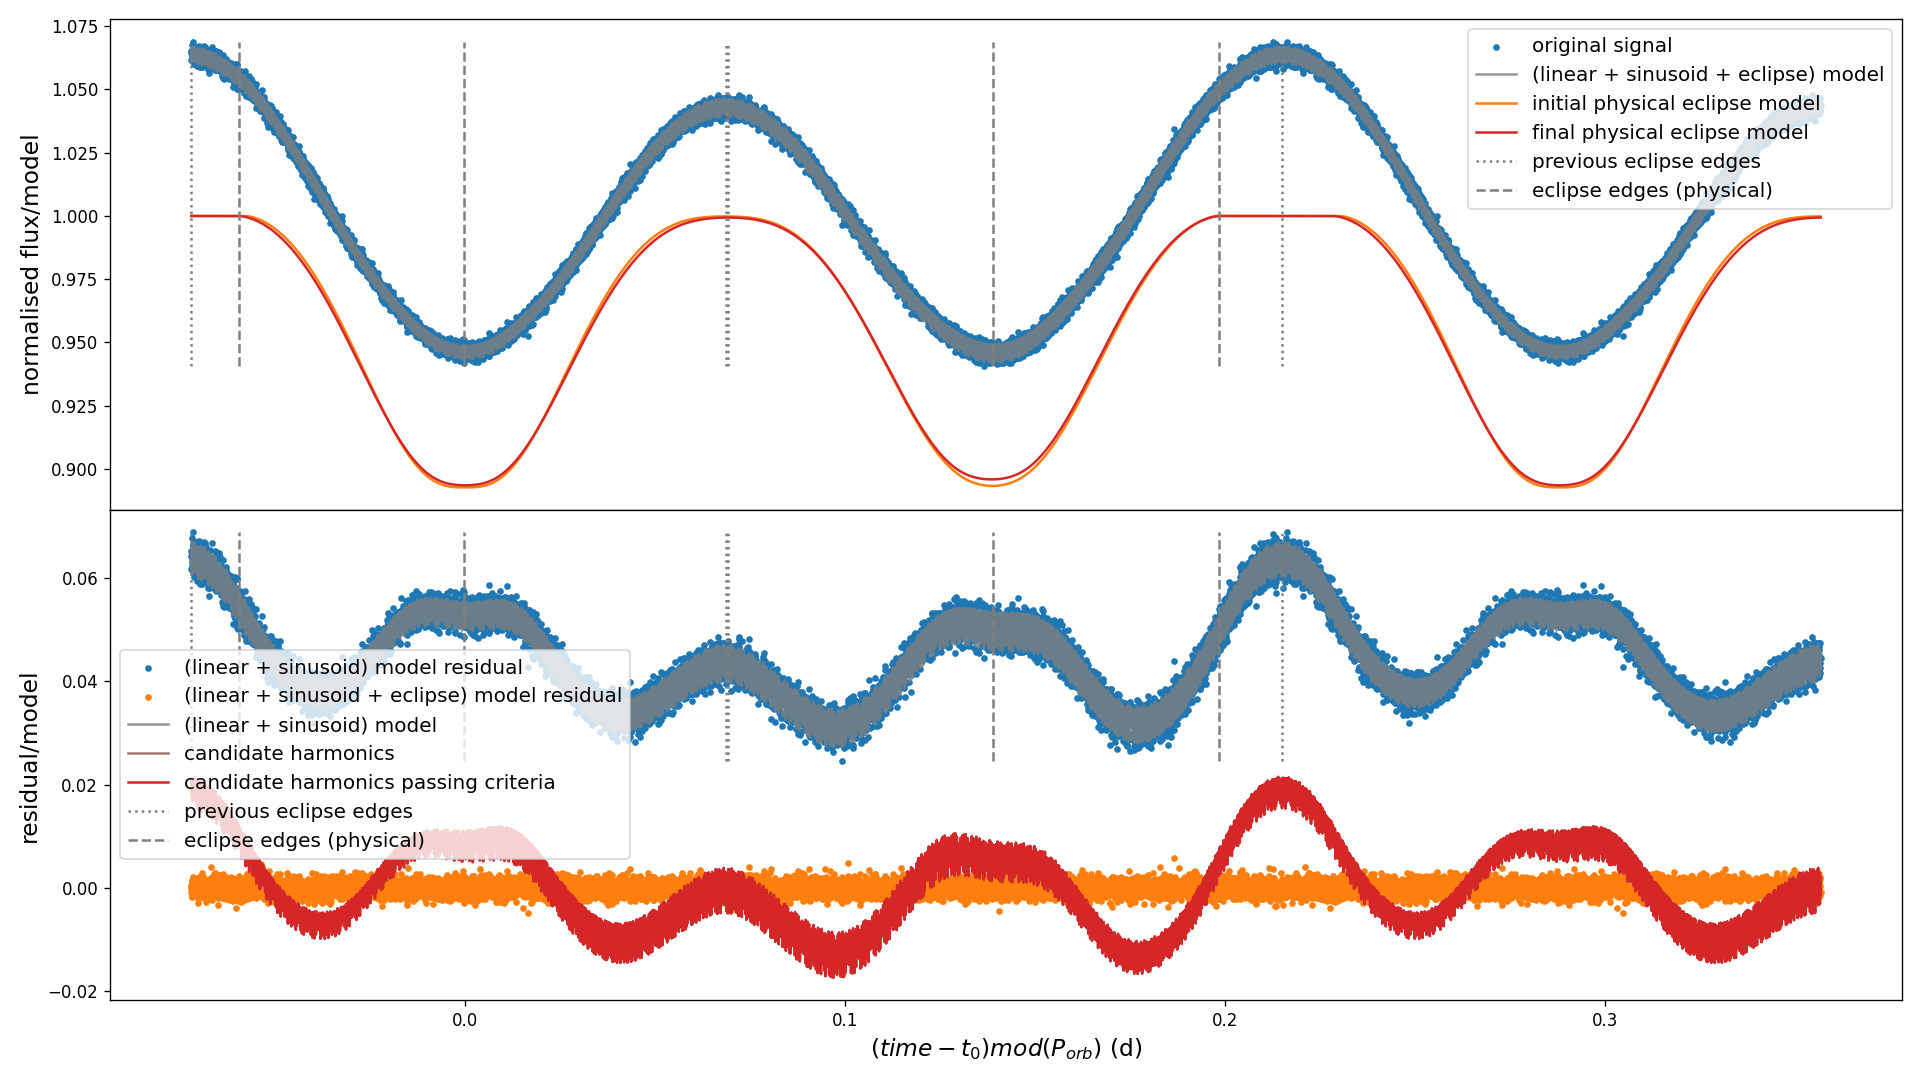 1.075
1.050
1.025
1.000
0.975
0.950
0.925
0.900
normalised flux/model
original signal
(linear + sinusoid + eclipse) model
initial physical eclipse model
final physical eclipse model
previous eclipse edges
eclipse edges (physical)
0.06
0.04
0.02
0.00
−0.02
residual/model
(linear + sinusoid) model residual
(linear + sinusoid + eclipse) model residual
(linear + sinusoid) model
candidate harmonics
candidate harmonics passing criteria
previous eclipse edges
eclipse edges (physical)
0.0 0.1 0.2 0.3
(time − t₀)mod(P_orb) (d)